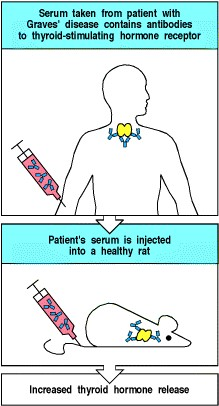 Serum taken from patient with
Graves' disease contains antibodies
to thyroid-stimulating hormone receptor
Patient's serum is injected
into a healthy rat
Increased thyroid hormone release